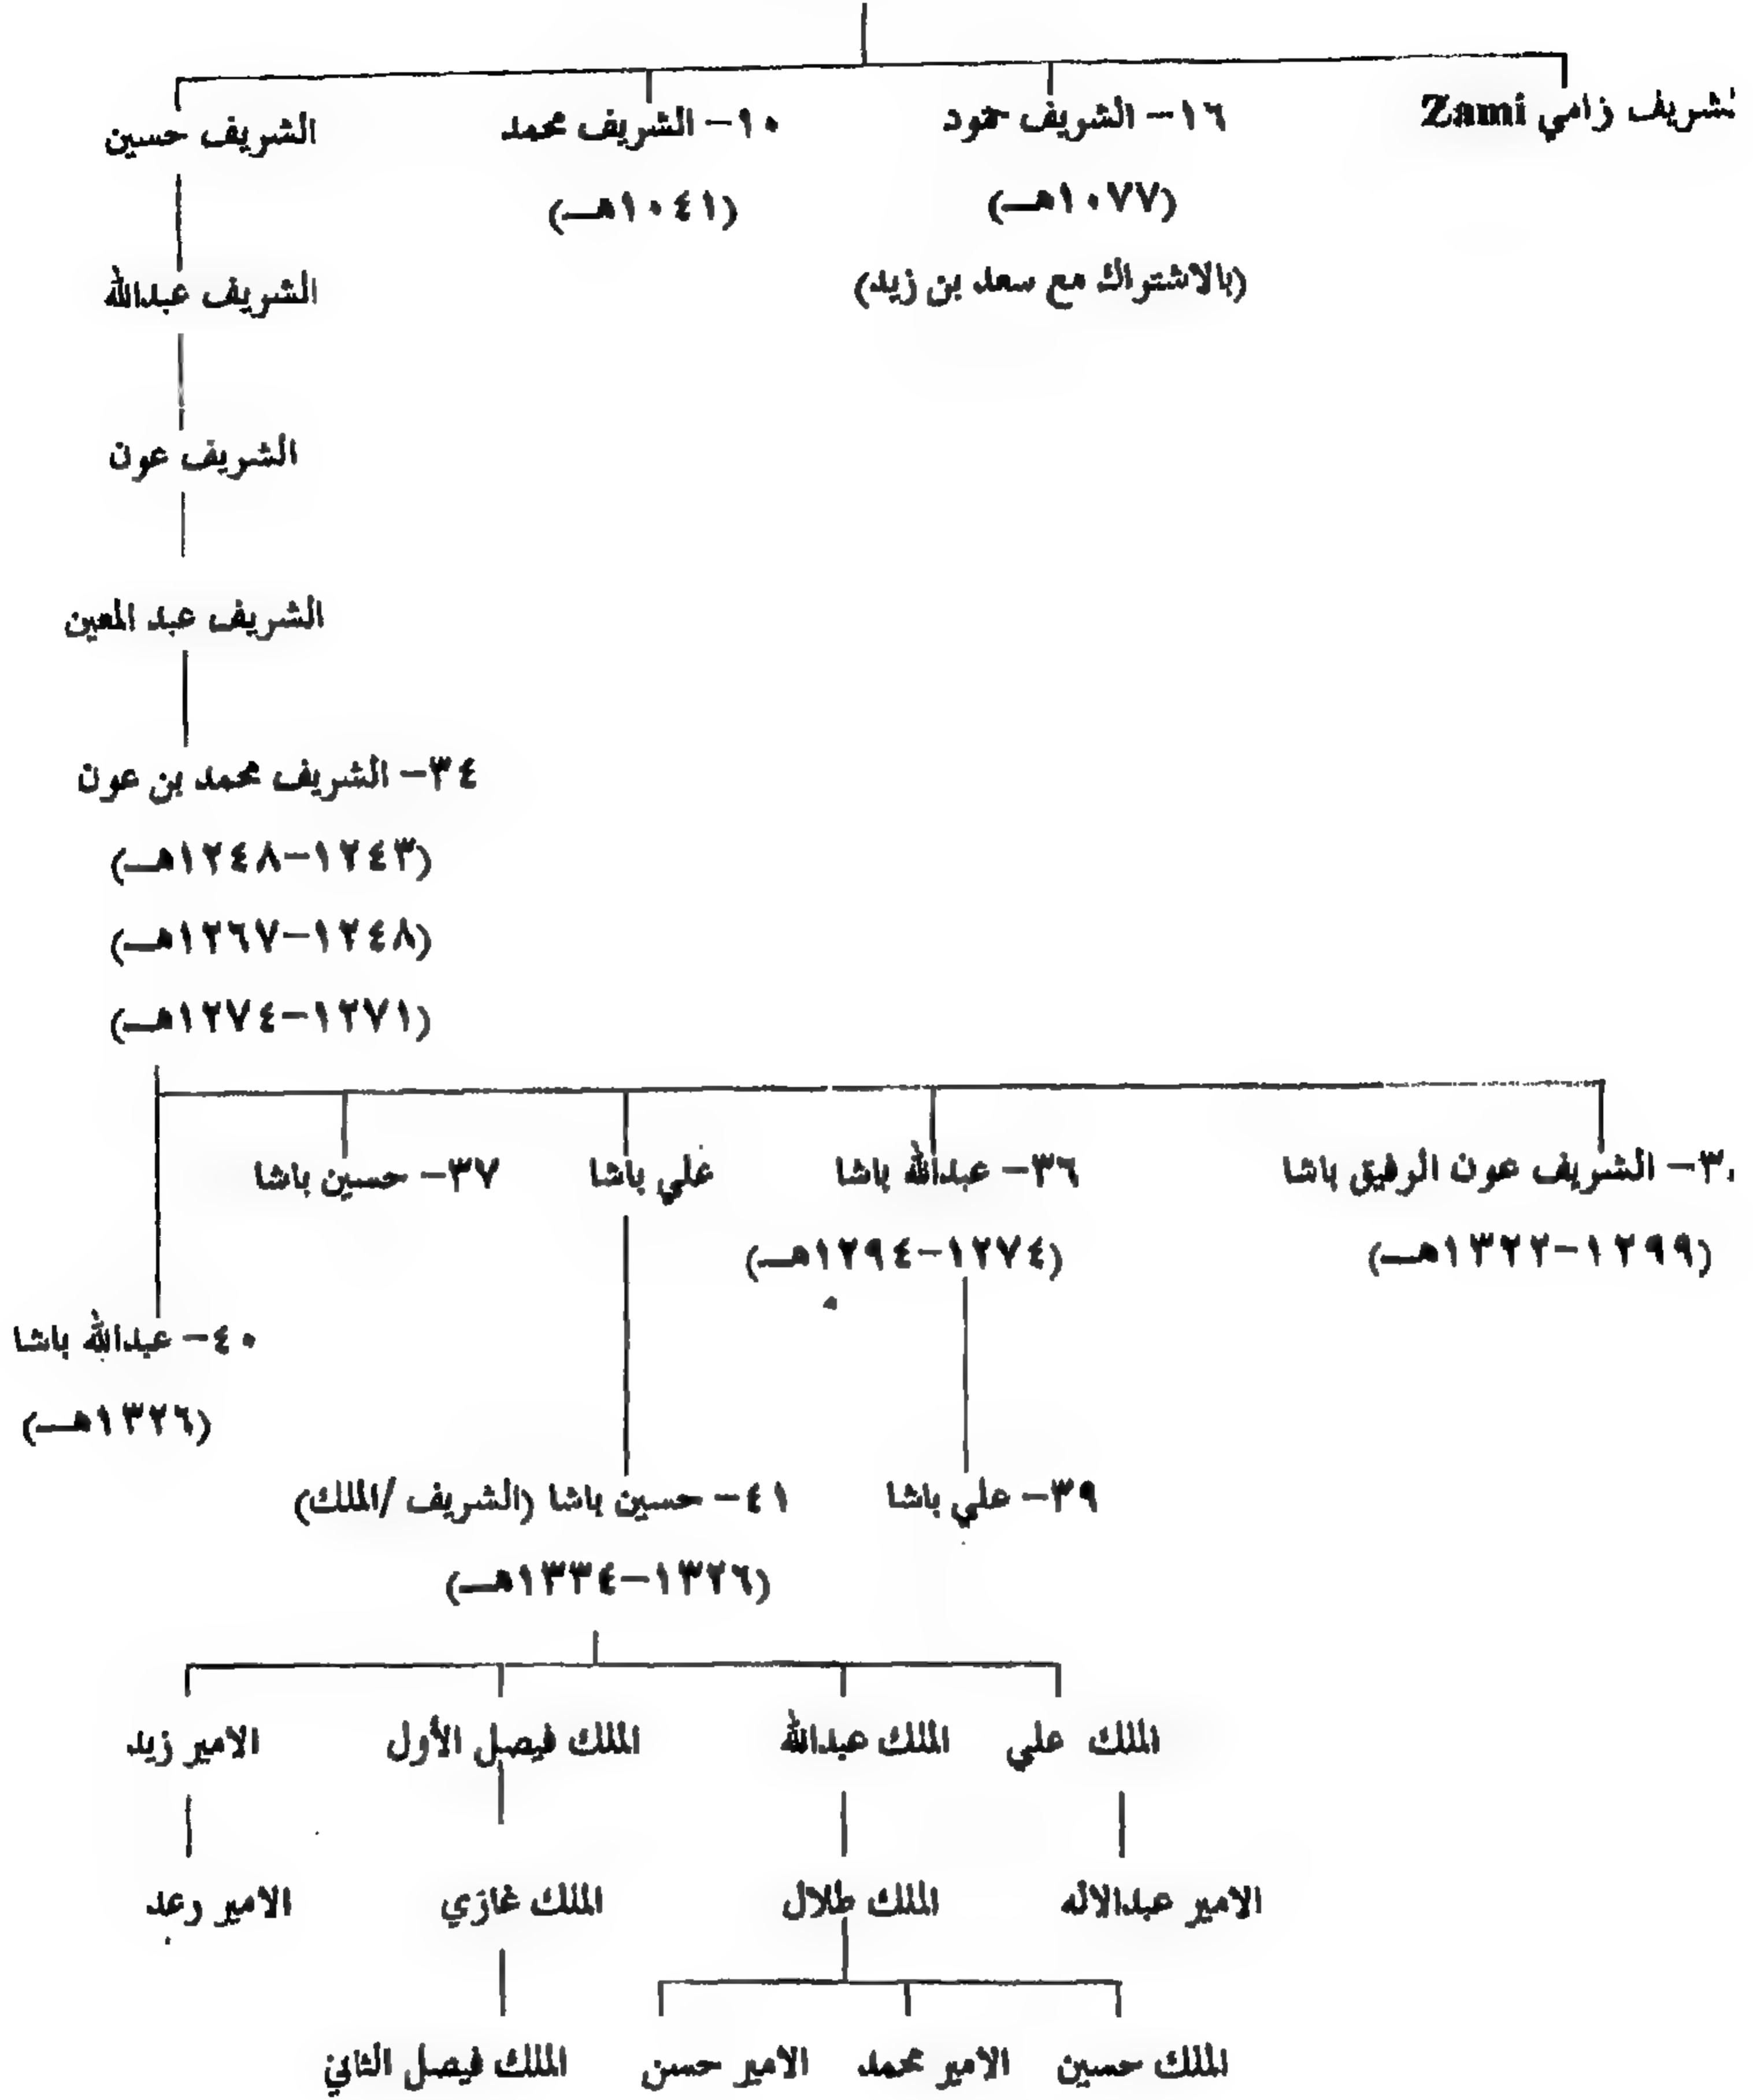 لشريف زامي Zami
١٦- الشريف حمود
١٠- الشريف محمد
الشريف حسين
(١٠٧٧هـ)
(١٠٤١هـ)
(بالاشتراك مع سعد بن زيد)
الشريف عبدالله
الشريف عون
الشريف عبد المعين
٣٤- الشريف محمد بن عون
(١٢٤٣-١٢٤٨هـ)
(١٢٤٨-١٢٦٧هـ)
(١٢٧١-١٢٧٤هـ)
الشريف عون الرفيق باشا
٣٦- عبدالله باشا
علي باشا
٣٧- حسين باشا
(١٢٩٩-١٣٢٢هـ)
(١٢٧٤-١٢٩٤هـ)
٤٠- عبدالله باشا
(١٣٢٦هـ)
٣٩- علي باشا
٤١- حسين باشا (الشريف /الملك)
(١٣٢٦-١٣٣٤هـ)
الملك علي
الملك عبدالله
الملك فيصل الأول
الامير زيد
الامير عبدالاله
الملك طلال
الملك غازي
الامير رعد
الملك حسين
الامير محمد
الامير حسن
الملك فيصل الثاني